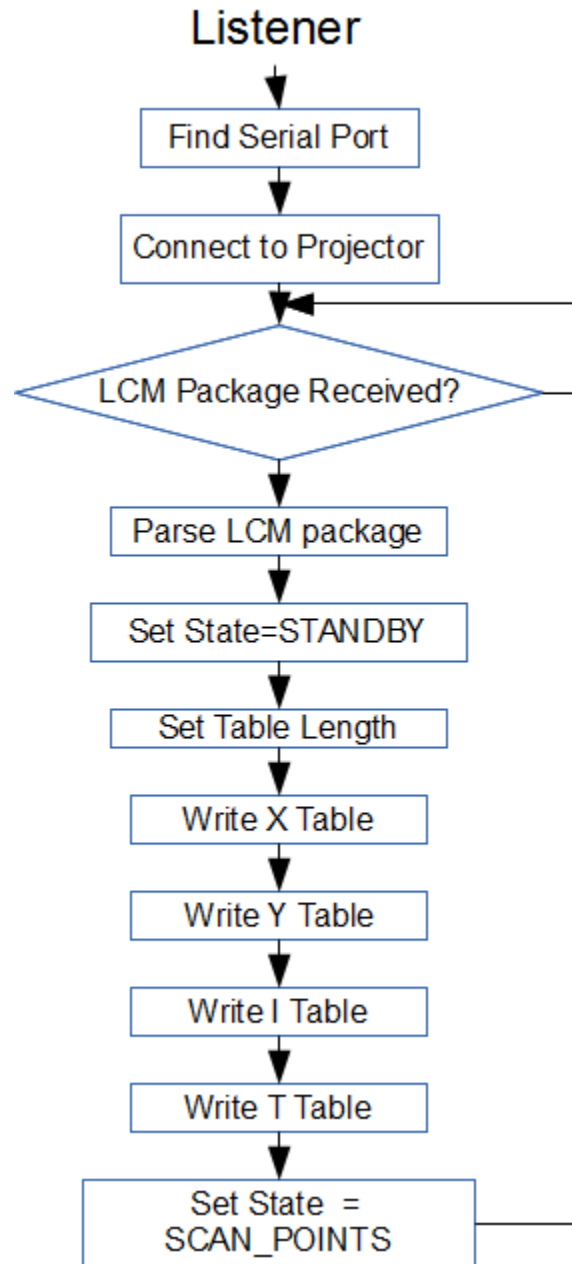 Listener
Find Serial Port
Connect to Projector
LCM Package Received?
Parse LCM package
Set State=STANDBY
Set Table Length
Write X Table
Write Y Table
Write I Table
Write T Table
Set State =
SCAN_POINTS